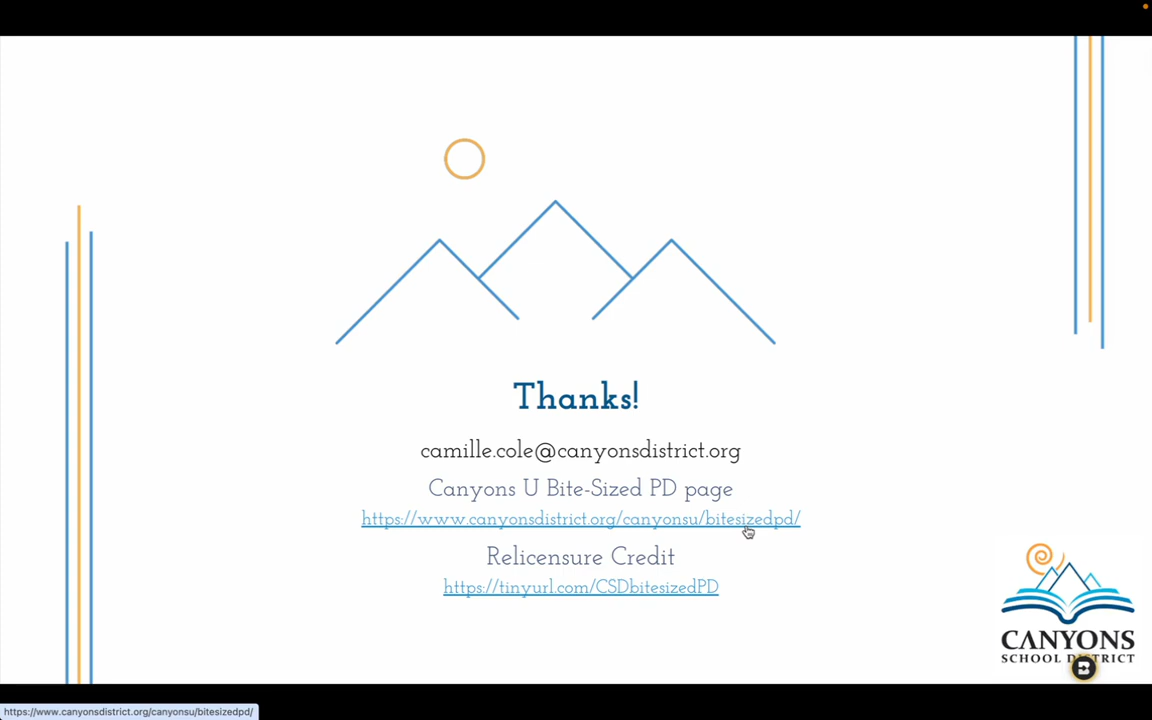 Thanks!
camille.cole@canyonsdistrict.org
Canyons U Bite-Sized PD page
https://www.canyonsdistrict.org/canyonsu/bitesizedpd/
Relicensure Credit
https://tinyurl.com/CSDbitesizedPD
CANYONS
SCHOOL DISTRICT
https://www.canyonsdistrict.org/canyonsu/bitesizedpd/